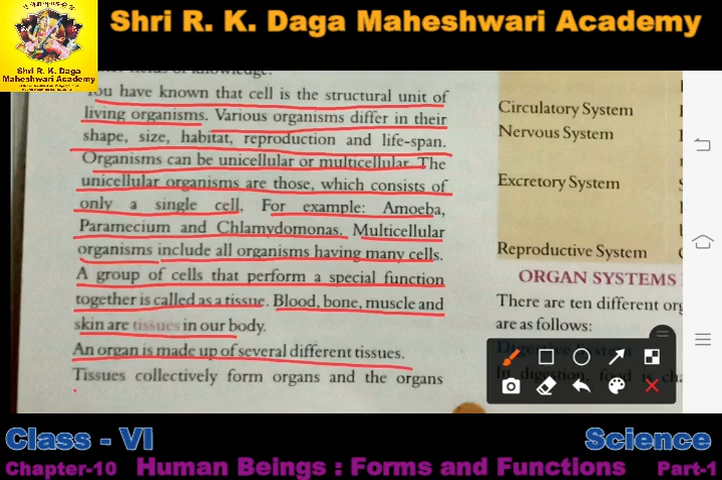 Shri R. K. Daga Maheshwari Academy
Shri R. K. Daga
Maheshwari Academy
You have known that cell is the structural unit of
living organisms. Various organisms differ in their
shape, size, habitat, reproduction and life-span.
Organisms can be unicellular or multicellular. The
unicellular organisms are those, which consists of
only a single cell. For example: Amoeba,
Paramecium and Chlamydomonas. Multicellular
organisms include all organisms having many cells.
A group of cells that perform a special function
together is called as a tissue. Blood, bone, muscle and
skin are tissues in our body.
An organ is made up of several different tissues.
Tissues collectively form organs and the organs
Circulatory System
Nervous System
Excretory System
Reproductive System
ORGAN SYSTEMS
There are ten different org
are as follows:
Class - VI
Science
Chapter-10 Human Beings : Forms and Functions Part-1